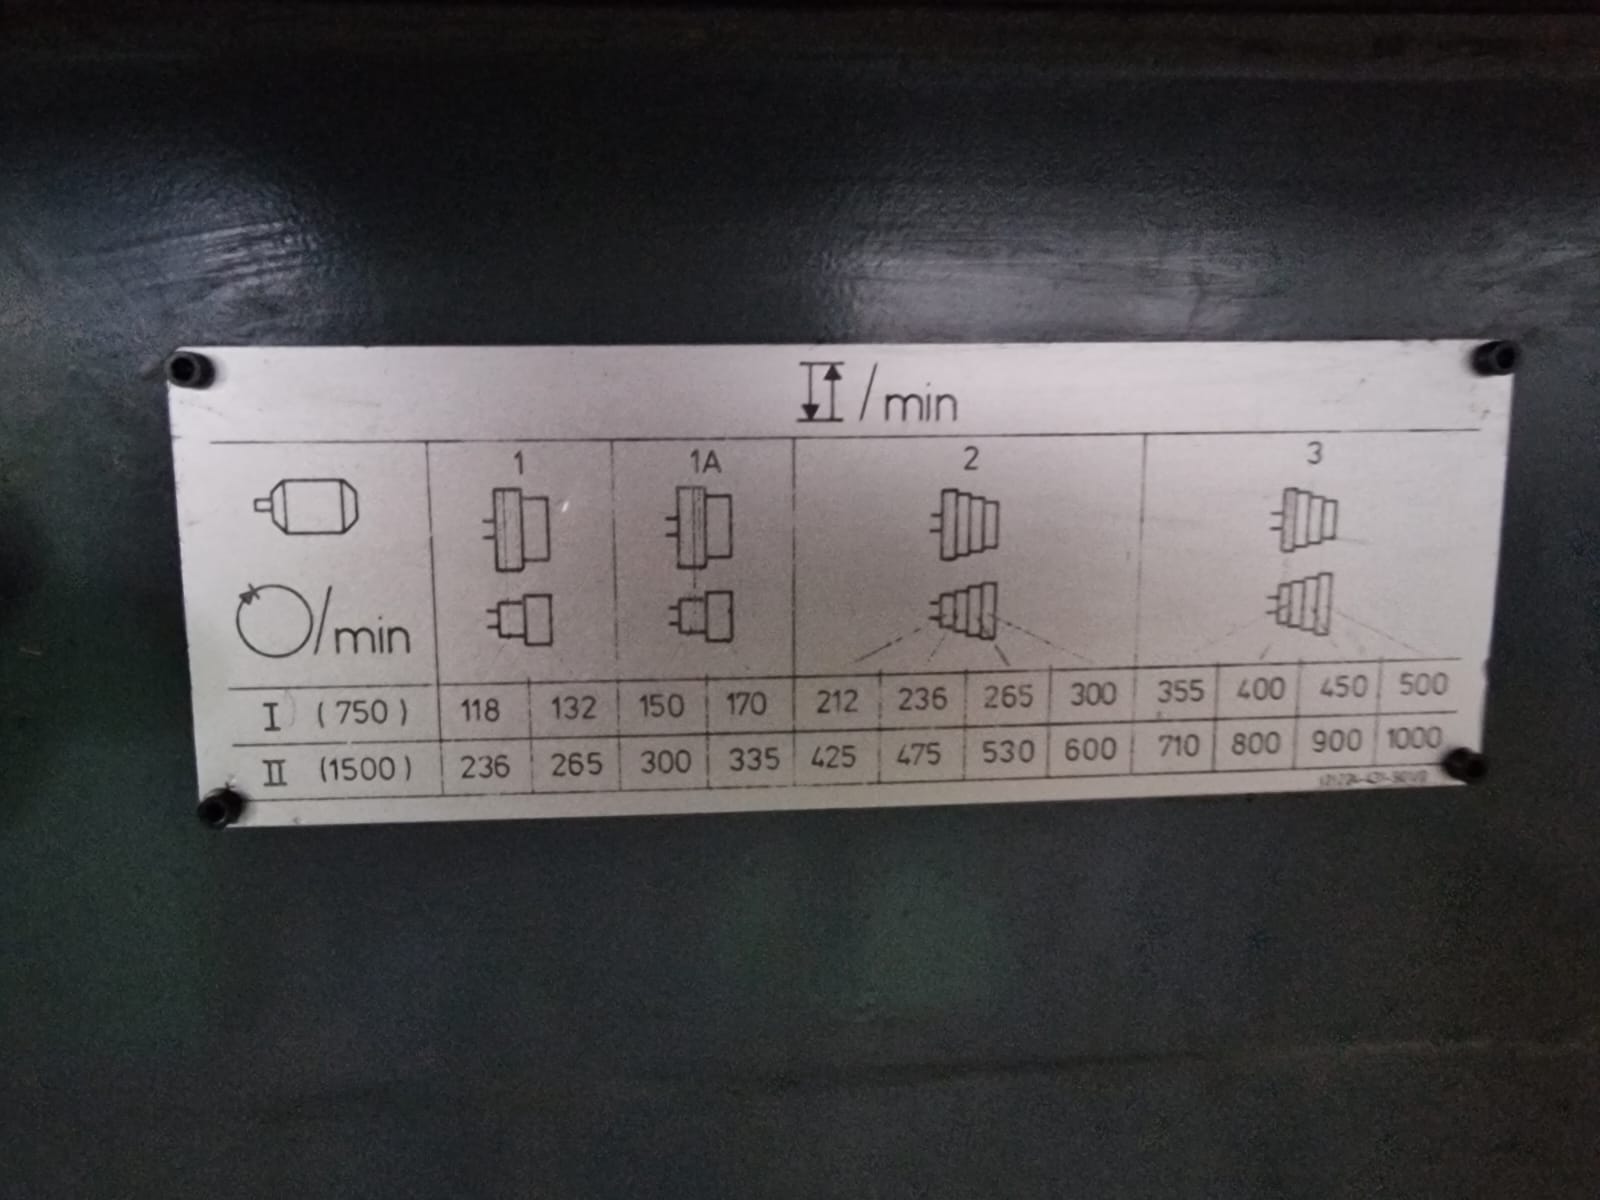 /min
1 1A 2 3
/min
I (750) 118 132 150 170 212 236 265 300 355 400 450 500
II (1500) 236 265 300 335 425 475 530 600 710 800 900 1000